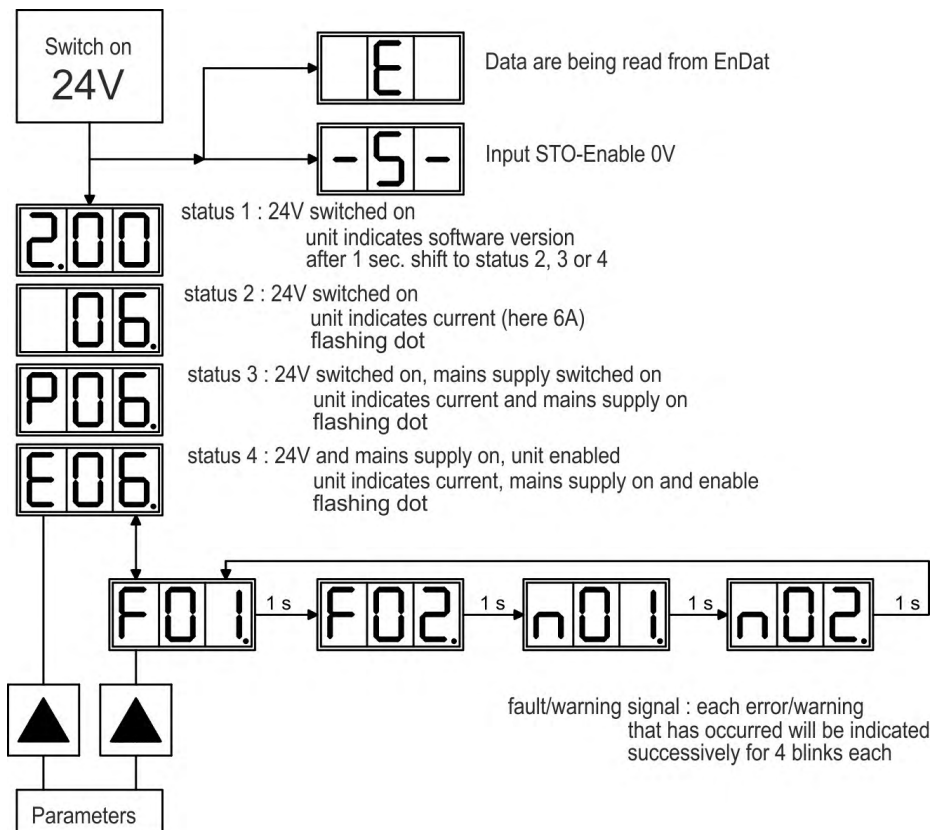 Switch on
24V
E
Data are being read from EnDat
-5-
Input STO-Enable 0V
2.00
status 1 : 24V switched on
unit indicates software version
after 1 sec. shift to status 2, 3 or 4
06.
status 2 : 24V switched on
unit indicates current (here 6A)
flashing dot
P06.
status 3 : 24V switched on, mains supply switched on
unit indicates current and mains supply on
flashing dot
E06.
status 4 : 24V and mains supply on, unit enabled
unit indicates current, mains supply on and enable
flashing dot
F01. 1 s F02. 1 s n01. 1 s n02. 1 s
fault/warning signal : each error/warning
that has occurred will be indicated
successively for 4 blinks each
Parameters